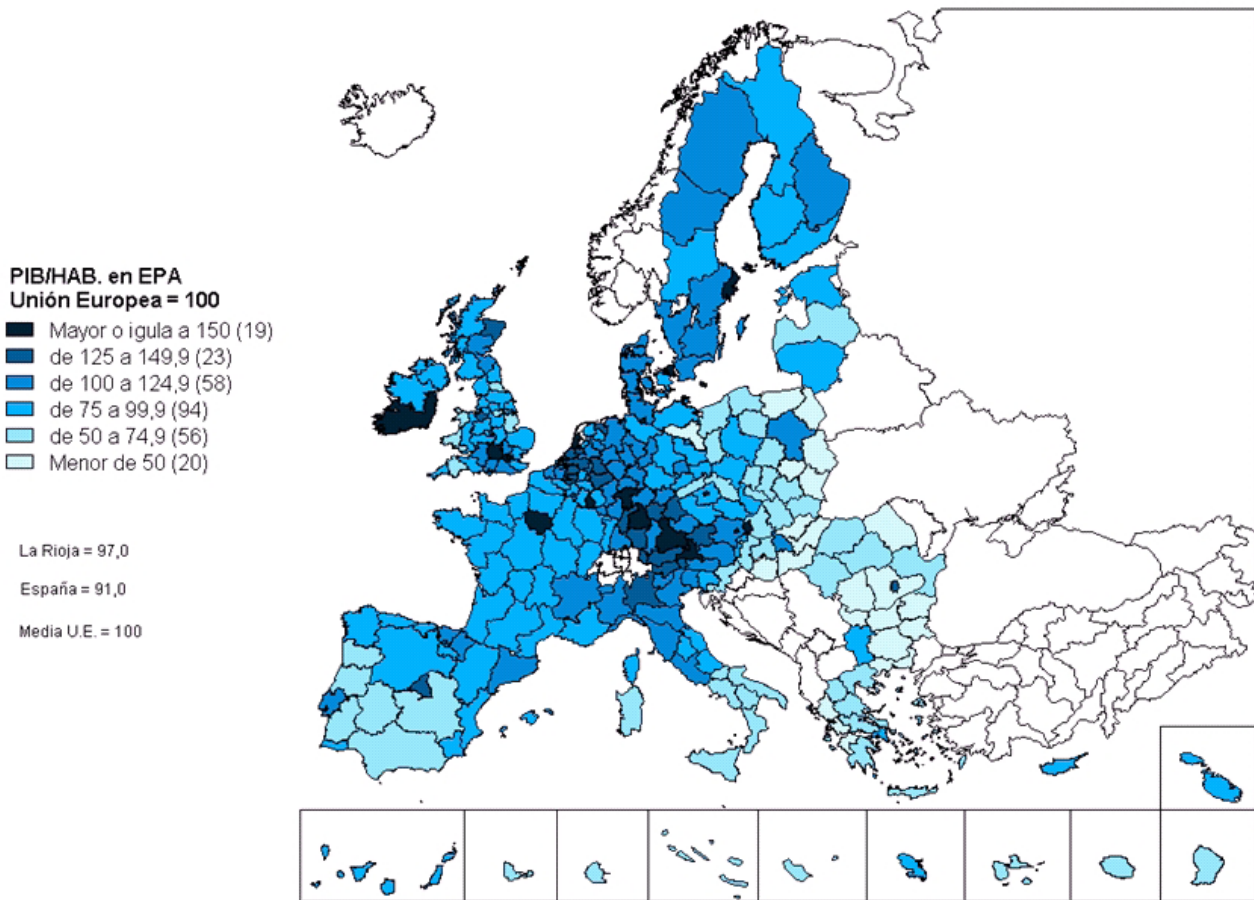 PIB/HAB. en EPA
Unión Europea = 100
Mayor o igula a 150 (19)
de 125 a 149,9 (23)
de 100 a 124,9 (58)
de 75 a 99,9 (94)
de 50 a 74,9 (56)
Menor de 50 (20)
La Rioja = 97,0
España = 91,0
Media U.E. = 100